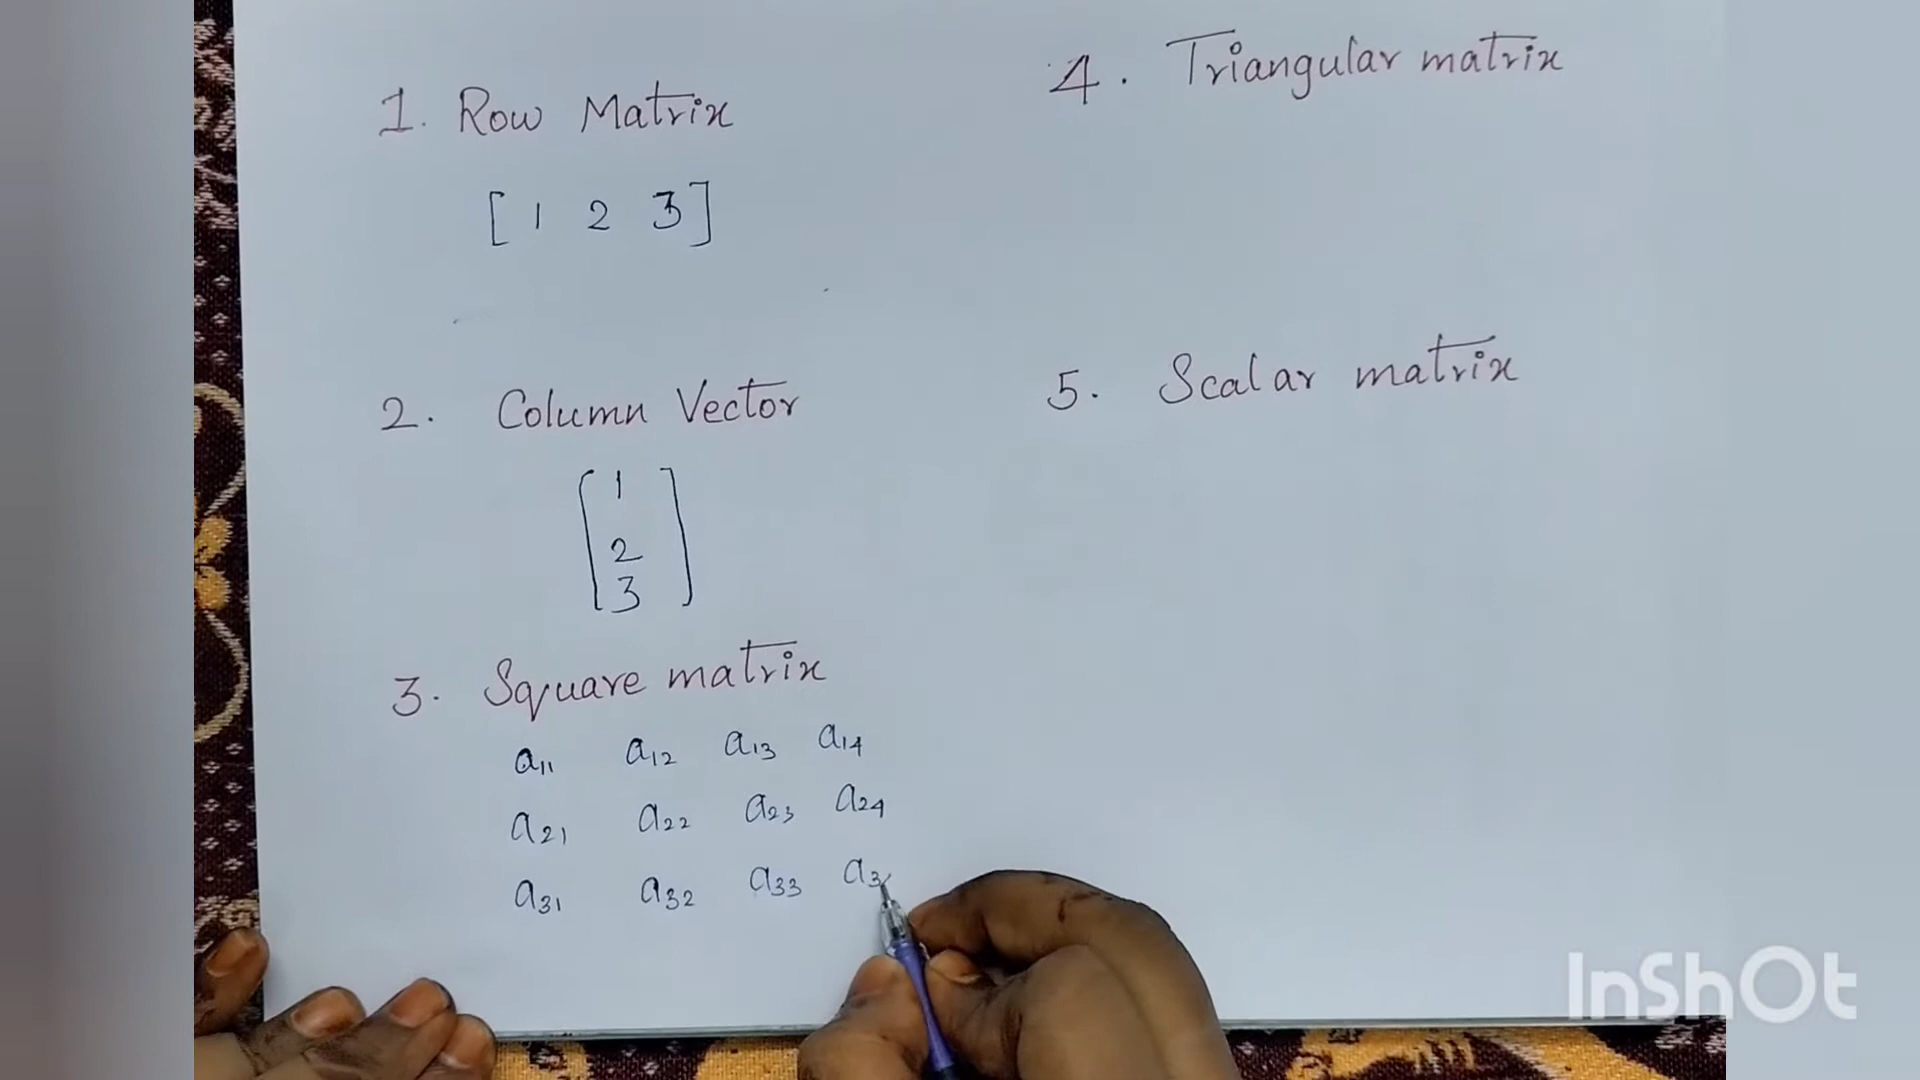 1. Row Matrix
[ 1 2 3 ]
2. Column Vector
1
2
3
3. Square matrix
a11 a12 a13 a14
a21 a22 a23 a24
a31 a32 a33 a3
4. Triangular matrix
5. Scalar matrix
InShOt